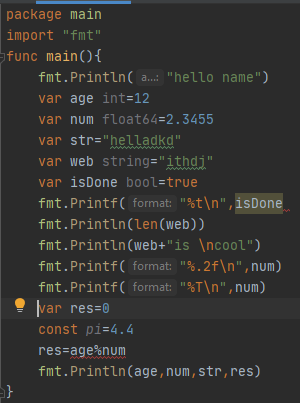 package main
import "fmt"
func main(){
fmt.Println( a...: "hello name")
var age int=12
var num float64=2.3455
var str="helladkd"
var web string="ithdj"
var isDone bool=true
fmt.Printf( format: "%t\n",isDone
fmt.Println(len(web))
fmt.Println(web+"is \ncool")
fmt.Printf( format: "%.2f\n",num)
fmt.Printf( format: "%T\n",num)
var res=0
const pi=4.4
res=age%num
fmt.Println(age,num,str,res)
}